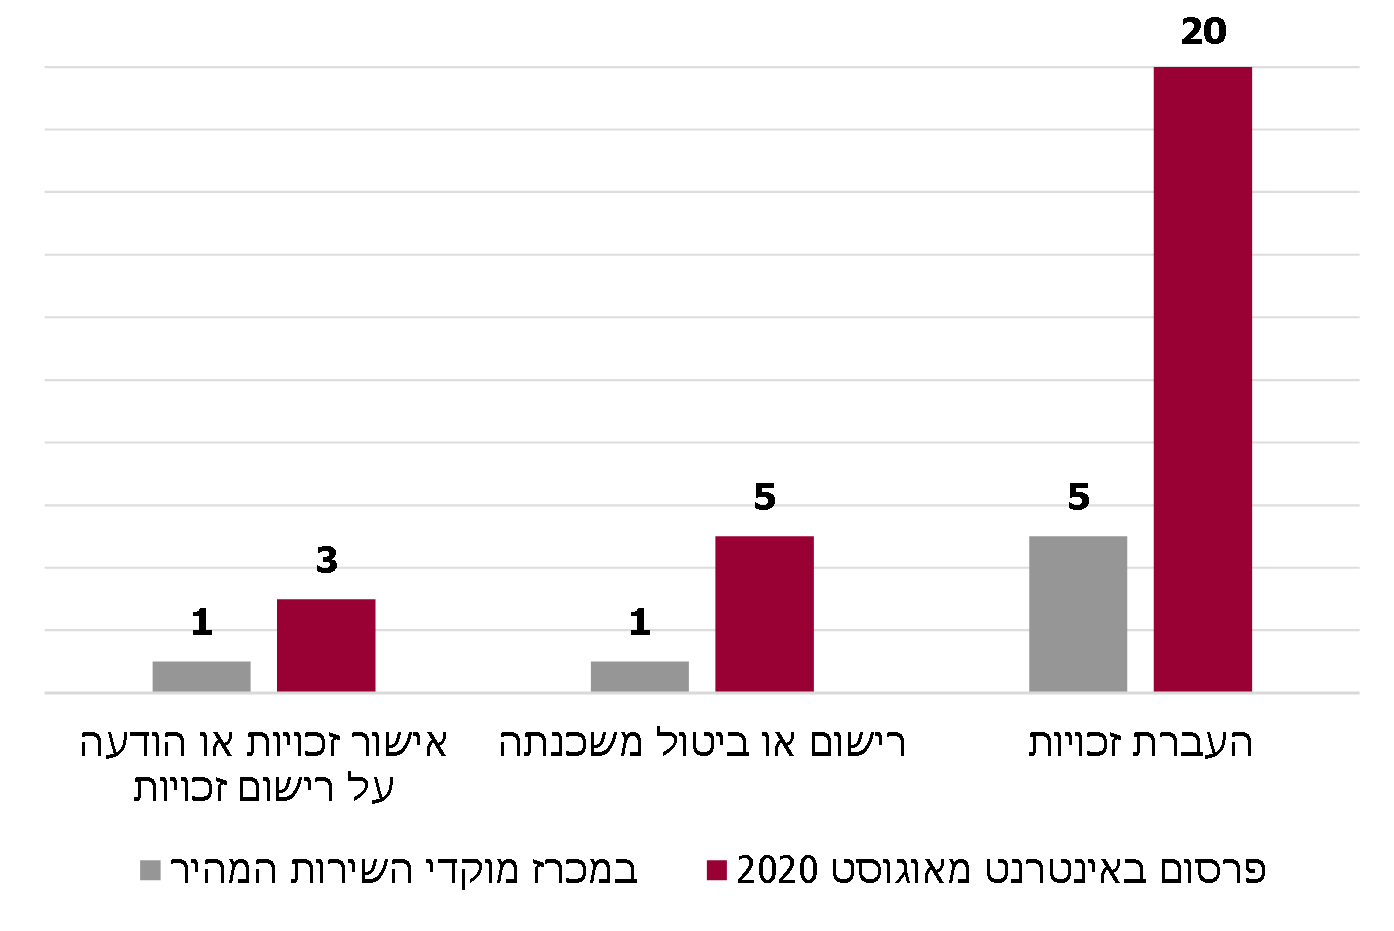 20
5
5
1
3
1
העברת זכויות
רישום או ביטול משכנתה
אישור זכויות או הודעה
על רישום זכויות
פרסום באינטרנט מאוגוסט 2020
במכרז מוקדי השירות המהיר